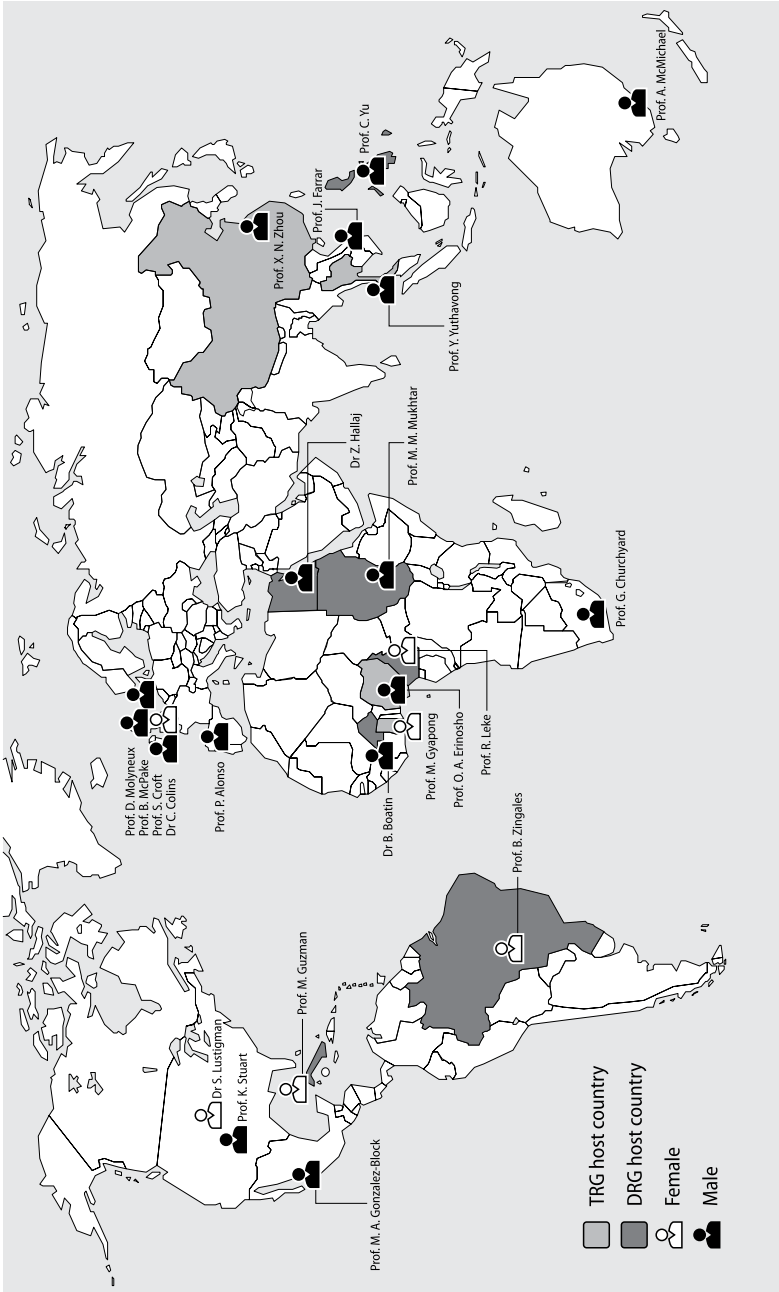 Prof. D. Molyneux
Prof. B. McPake
Prof. S. Croft
Dr C. Colins
Prof. P. Alonso
Dr S. Lustigman
Prof. K. Stuart
Prof. M. Guzman
Prof. M. A. Gonzalez-Block
Prof. B. Zingales
Dr B. Boatin
Prof. M. Gyapong
Prof. O. A. Erinosho
Prof. R. Leke
Dr Z. Hallaj
Prof. M. M. Mukhtar
Prof. G. Churchyard
Prof. X. N. Zhou
Prof. J. Farrar
Prof. C. Yu
Prof. Y. Yuthavong
Prof. A. McMichael
TRG host country
DRG host country
Female
Male